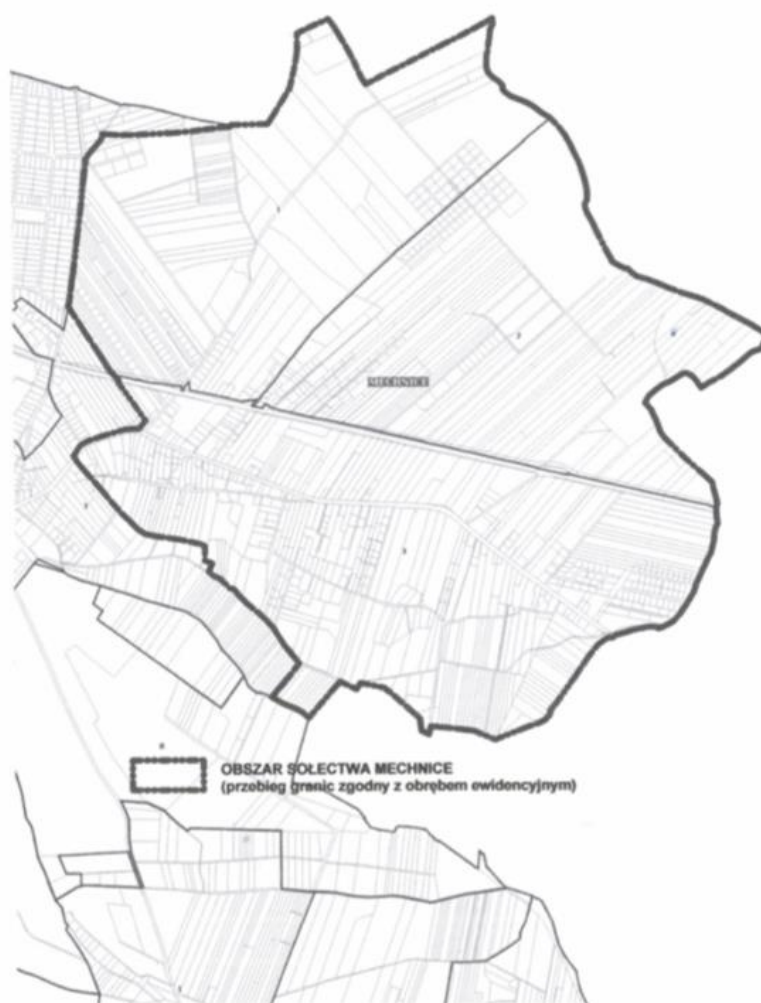 MECHNICE
OBSZAR SOŁECTWA MECHNICE
(przebieg granic zgodny z obrębem ewidencyjnym)